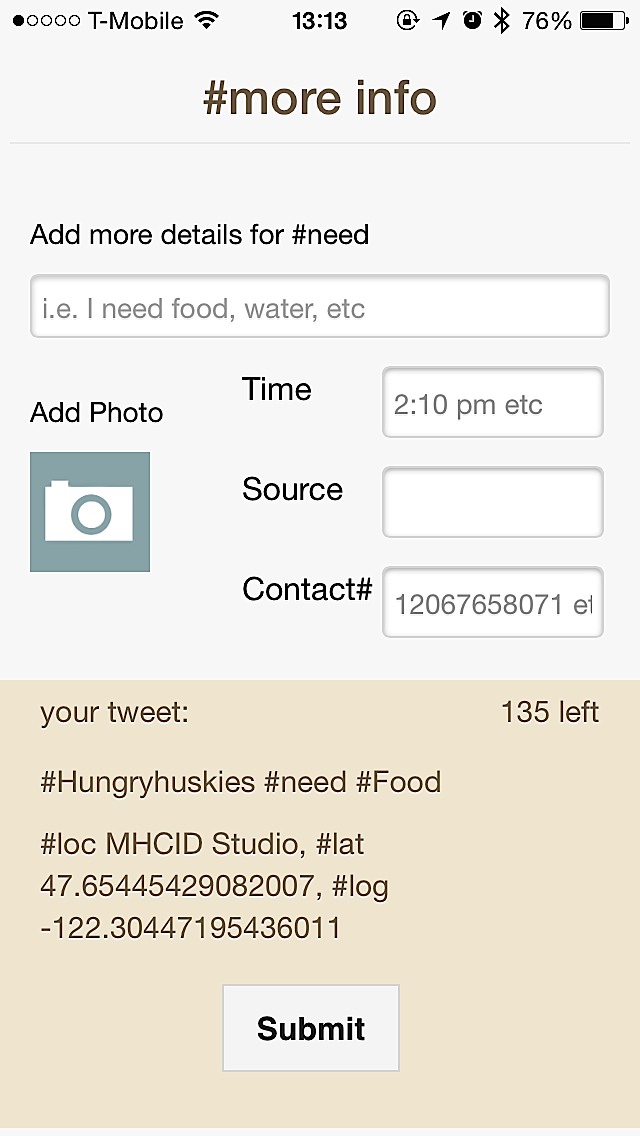 T-Mobile 13:13 76%
#more info
Add more details for #need
i.e. I need food, water, etc
Add Photo
Time
2:10 pm etc
Source
Contact#
12067658071 et
your tweet:
135 left
#Hungryhuskies #need #Food
#loc MHCID Studio, #lat
47.65445429082007, #log
-122.30447195436011
Submit